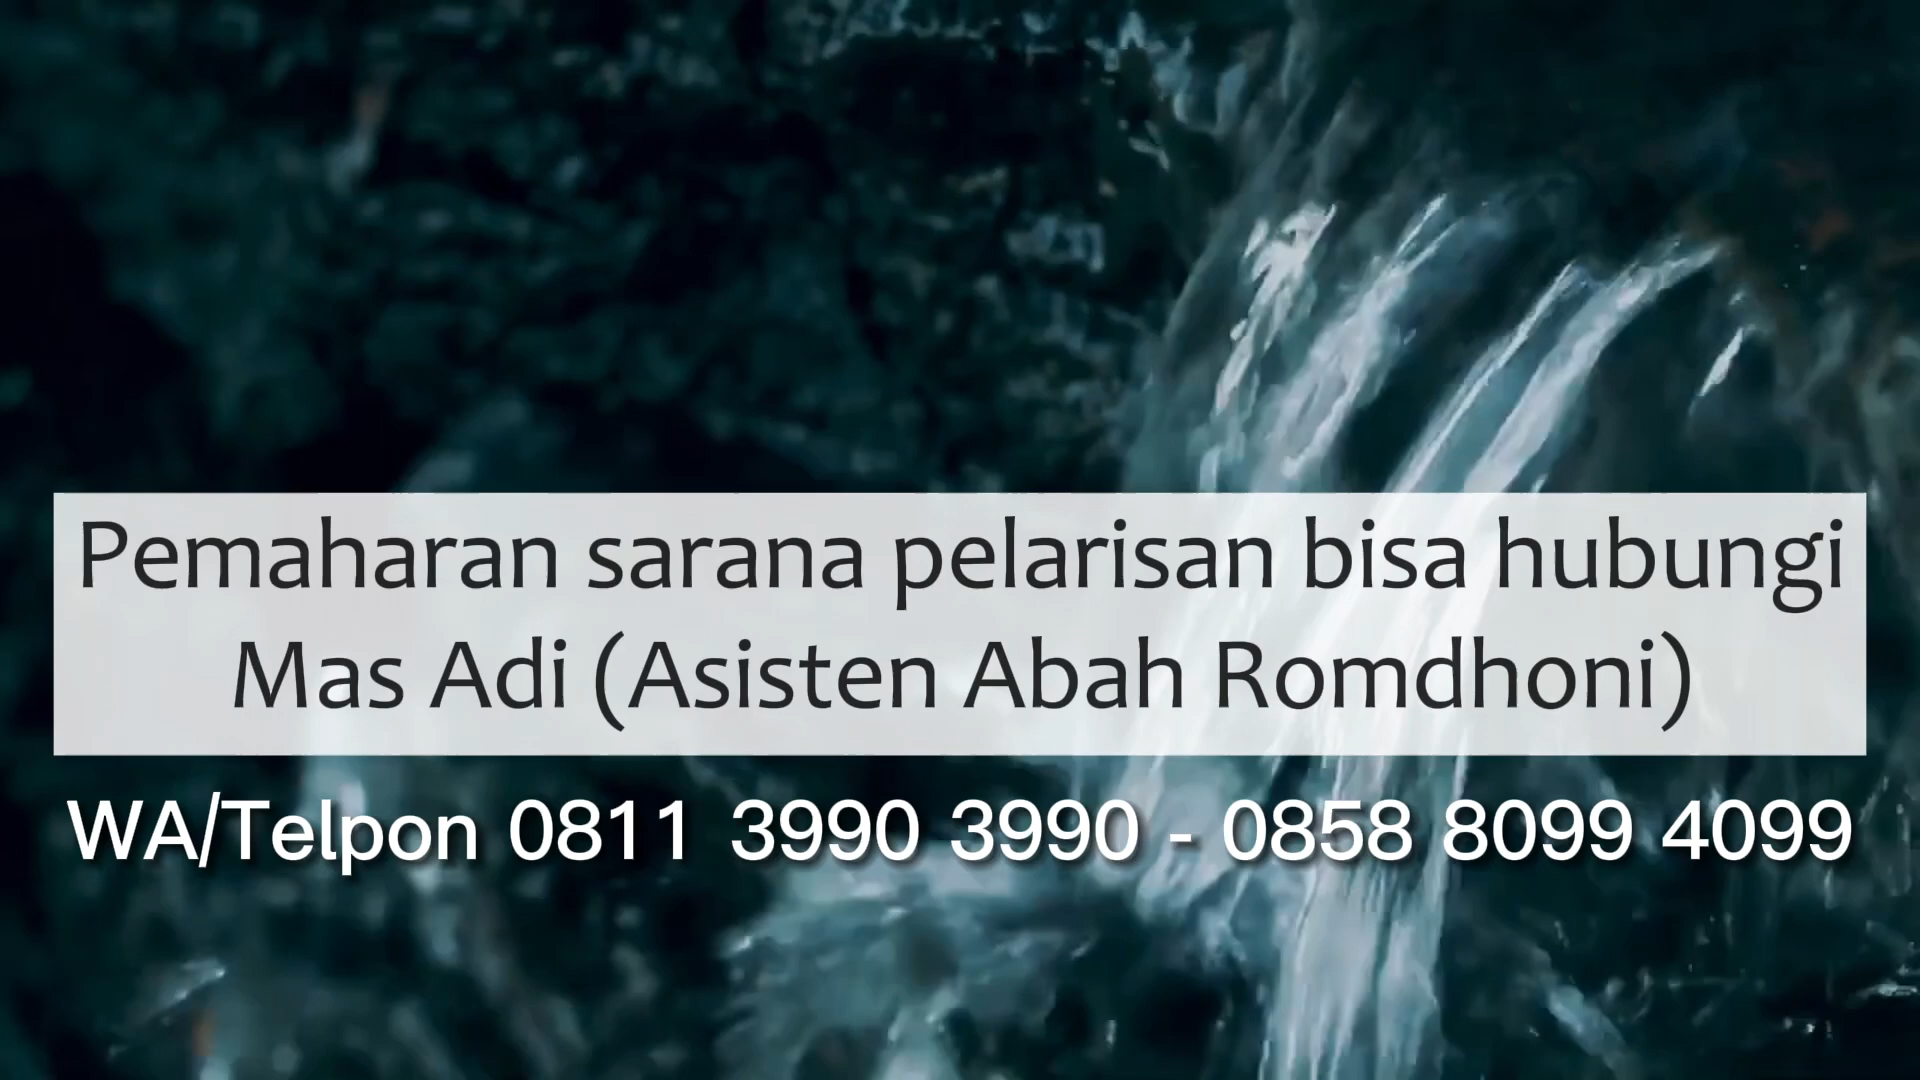 Pemaharan sarana pelarisan bisa hubungi
Mas Adi (Asisten Abah Romdhoni)
WA/Telpon 0811 3990 3990 - 0858 8099 4099